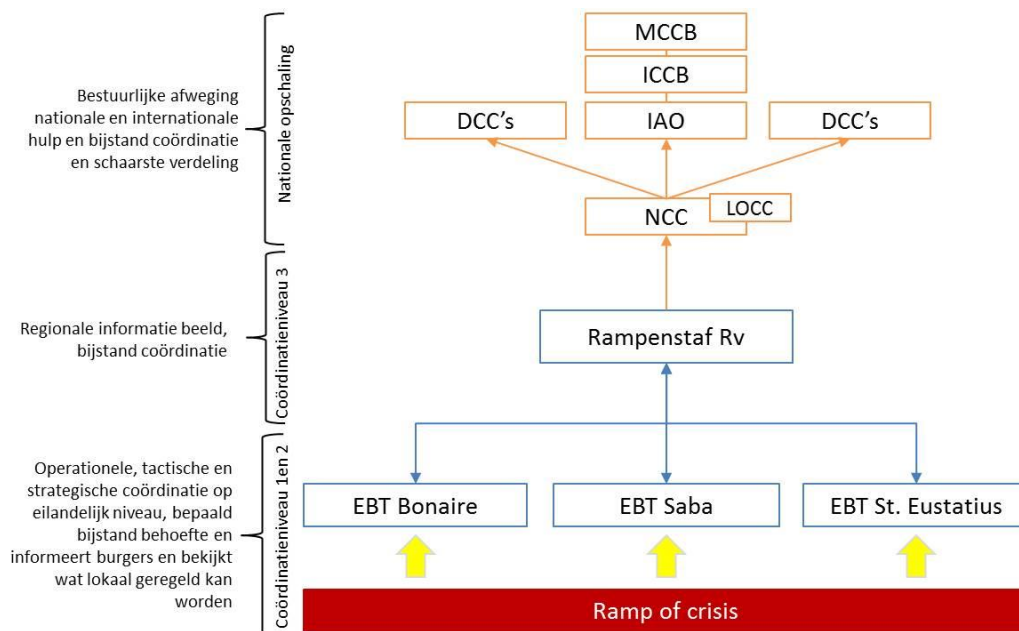 MCCB
ICCB
DCC's
IAO
DCC's
NCC
LOCC
Bestuurlijke afweging
nationale en internationale
hulp en bijstand coördinatie
en schaarste verdeling
Nationale opschaling
Rampenstaf Rv
Regionale informatie beeld,
bijstand coördinatie
Coördinatieniveau 3
Operationele, tactische en
strategische coördinatie op
eilandelijk niveau, bepaald
bijstand behoefte en
informeert burgers en bekijkt
wat lokaal geregeld kan
worden
Coördinatieniveau 1en 2
EBT Bonaire
EBT Saba
EBT St. Eustatius
Ramp of crisis